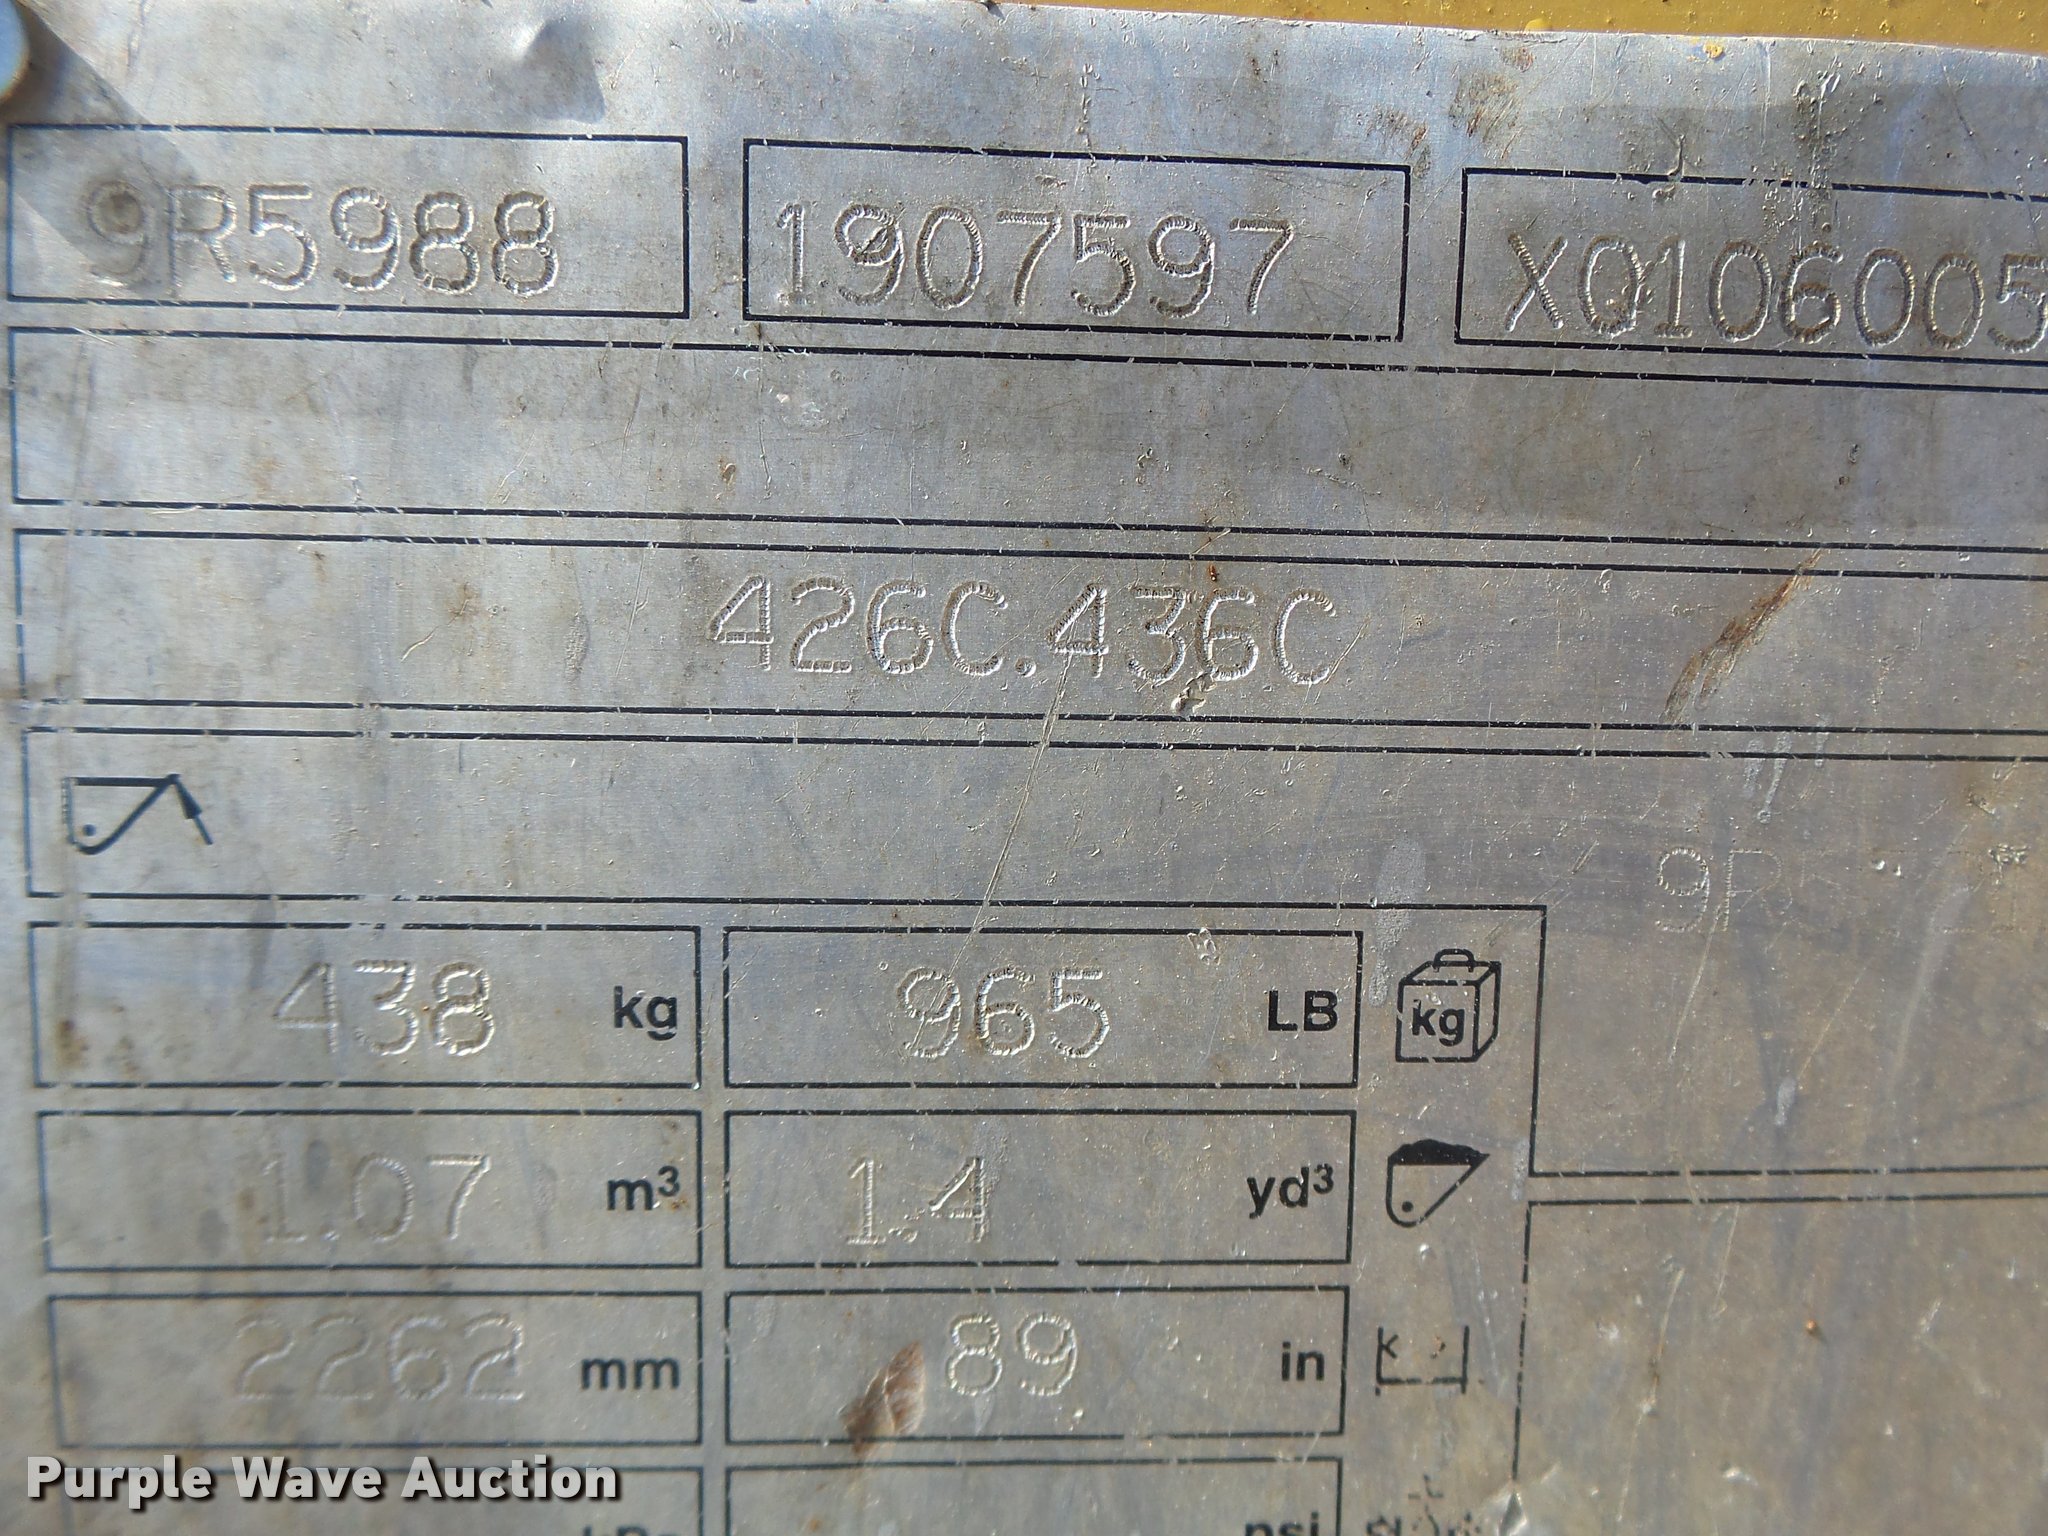 9R5988 1907597 X0106005
426C.436C
438 kg 965 LB kg
1.07 m³ 1.4 yd³
2262 mm 89 in
psi
Purple Wave Auction